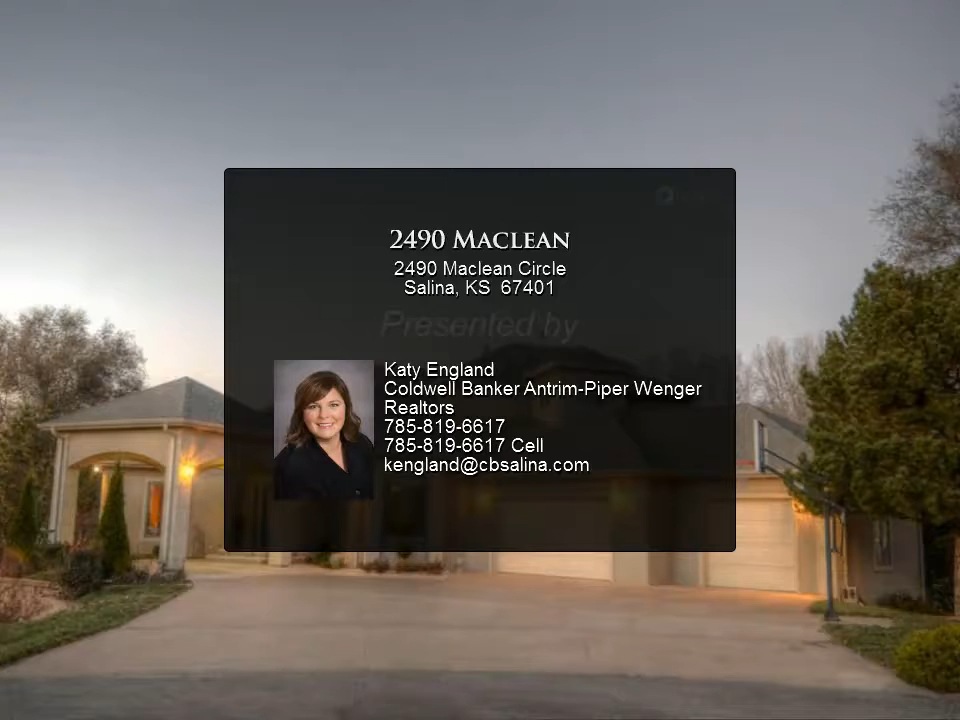 2490 Maclean
2490 Maclean Circle
Salina, KS 67401
Presented by
Katy England
Coldwell Banker Antrim-Piper Wenger
Realtors
785-819-6617
785-819-6617 Cell
kengland@cbsalina.com